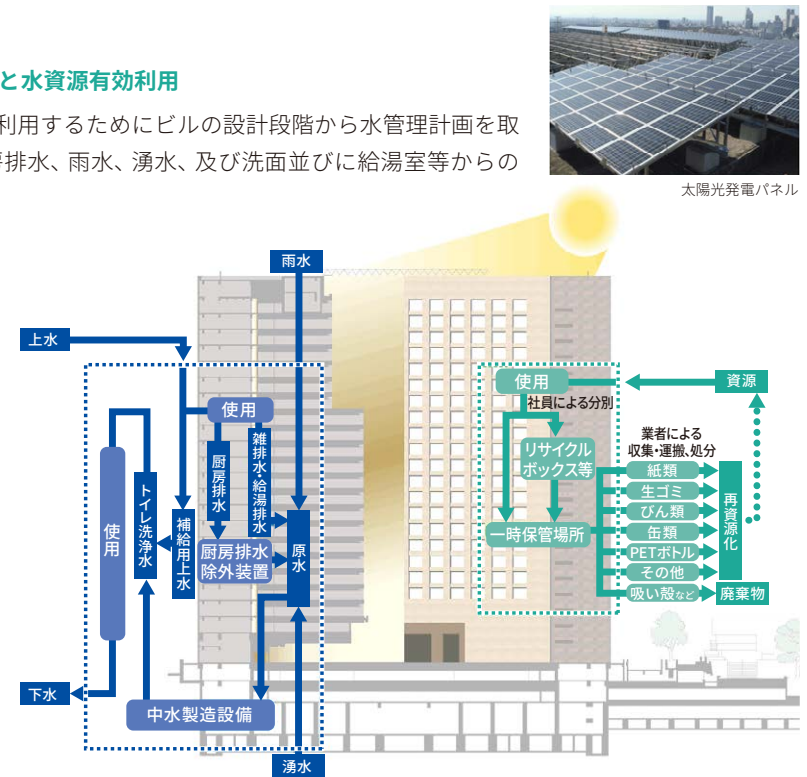 と水資源有効利用
利用するためにビルの設計段階から水管理計画を取
排水、雨水、湧水、及び洗面並びに給湯室等からの
太陽光発電パネル
雨水
上水
使用
厨房排水
雑排水・給湯排水
使用
トイレ洗浄水
補給用上水
厨房排水
除外装置
原水
下水
中水製造設備
湧水
使用
社員による分別
資源
リサイクル
ボックス等
業者による
収集・運搬、処分
一時保管場所
紙類
生ゴミ
びん類
缶類
PETボトル
その他
吸い殻など
再資源化
廃棄物